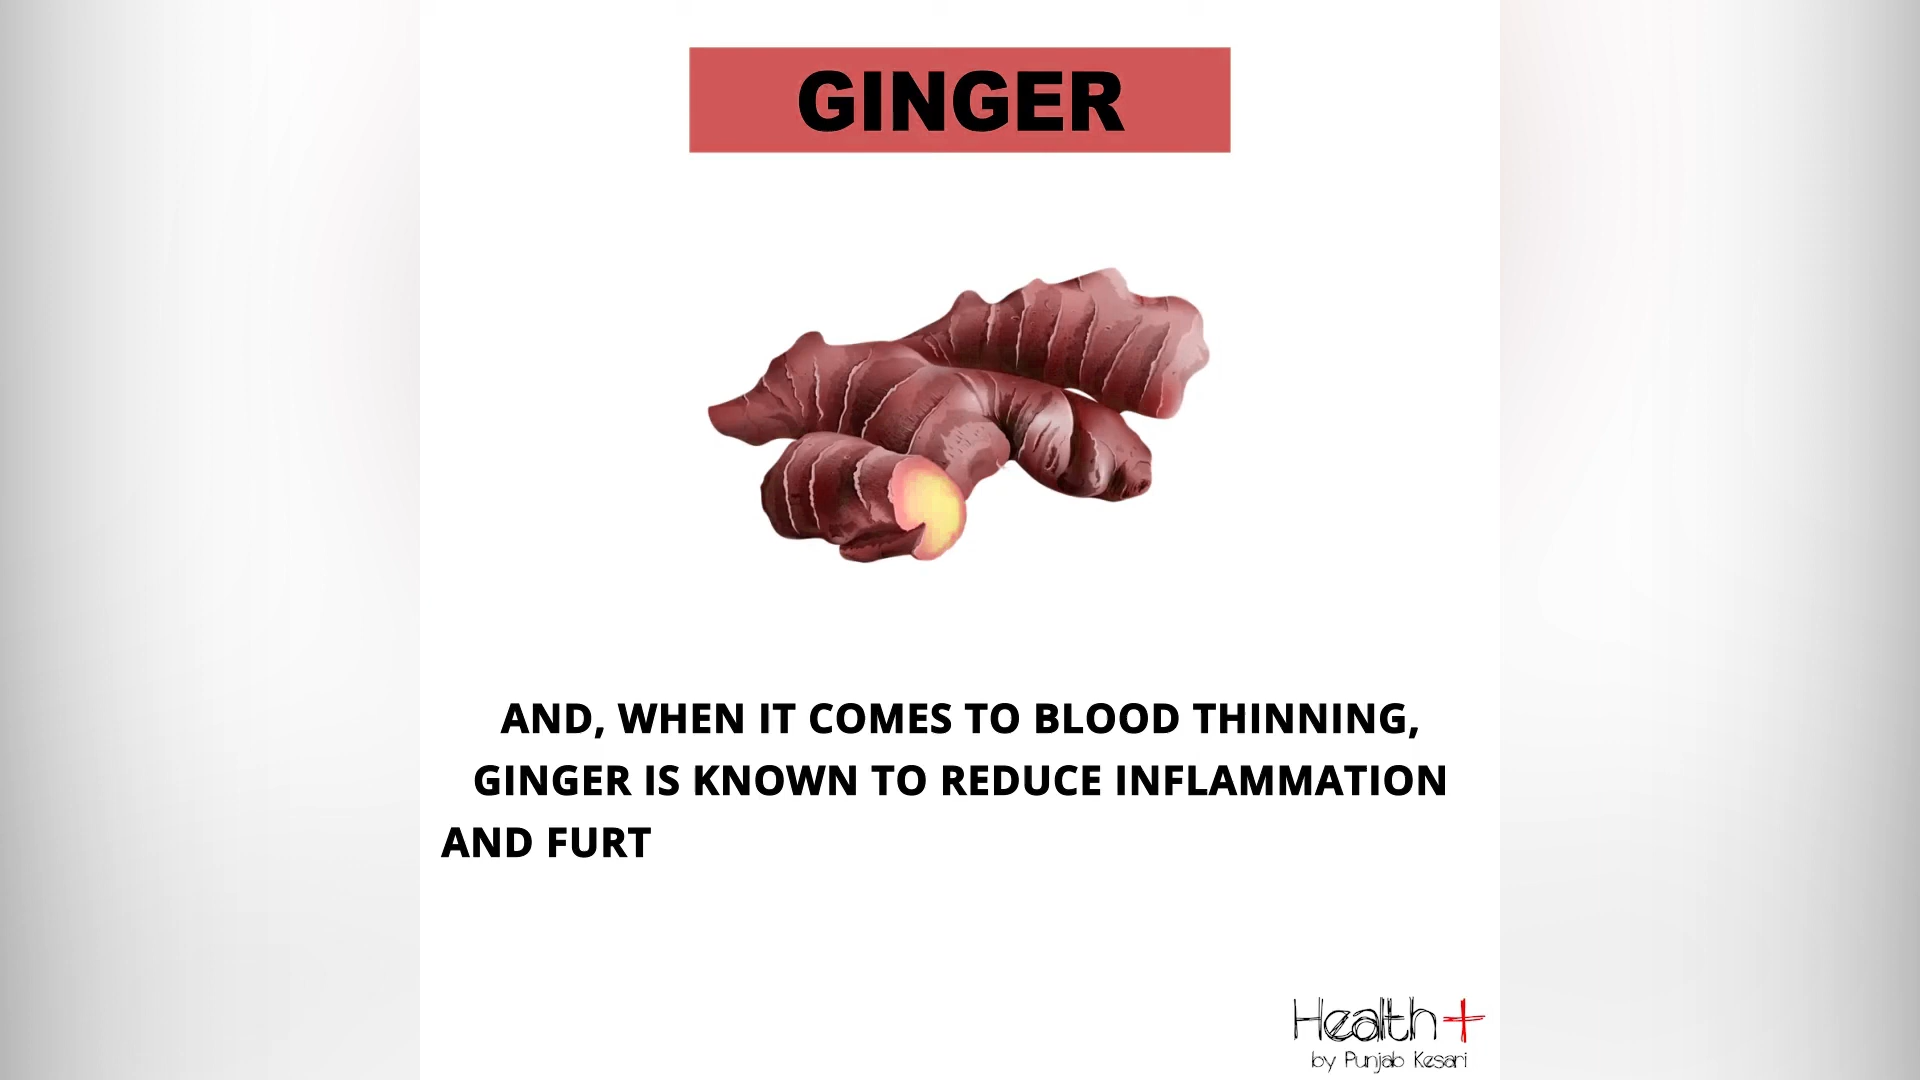 GINGER
AND, WHEN IT COMES TO BLOOD THINNING,
GINGER IS KNOWN TO REDUCE INFLAMMATION
AND FURT
Health+
by Punjab Kesari